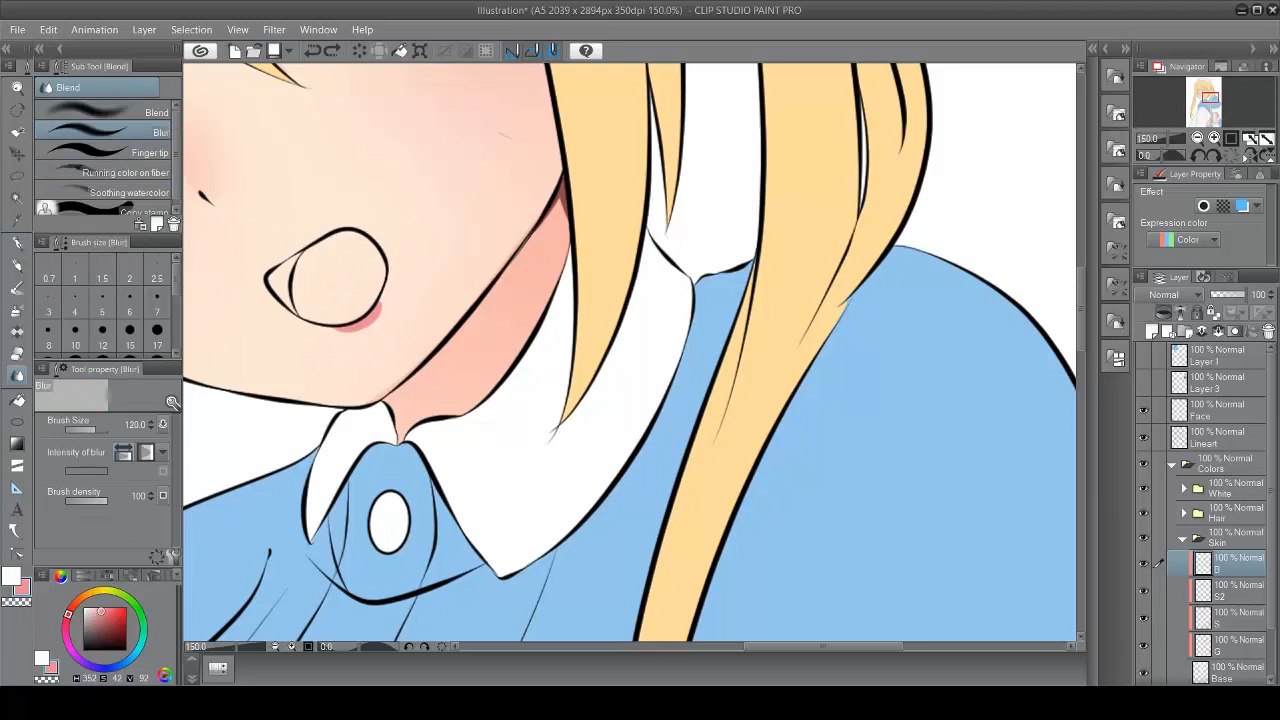 Illustration* (A5 2039 x 2894px 350dpi 150.0%) - CLIP STUDIO PAINT PRO
File Edit Animation Layer Selection View Filter Window Help
Sub Tool [Blend]
Blend
Blend
Blur
Finger tip
Running color on fiber
Soothing watercolor
Copy stamp
Brush size [Blur]
0.7 1 1.5 2 2.5
3 4 5 6 7
8 10 12 15 17
Tool property [Blur]
Blur
Brush Size 120.0
Intensity of blur
Brush density 100
H 352 S 42 V 92
150.0 0.0
Navigator
150.0
0.0
Layer Property
Effect
Expression color
Color
Layer
Normal 100
100 % Normal
Layer 1
100 % Normal
Layer 3
100 % Normal
Face
100 % Normal
Lineart
100 % Normal
Colors
100 % Normal
White
100 % Normal
Hair
100 % Normal
Skin
100 % Normal
B
100 % Normal
S2
100 % Normal
S
100 % Normal
G
100 % Normal
Base